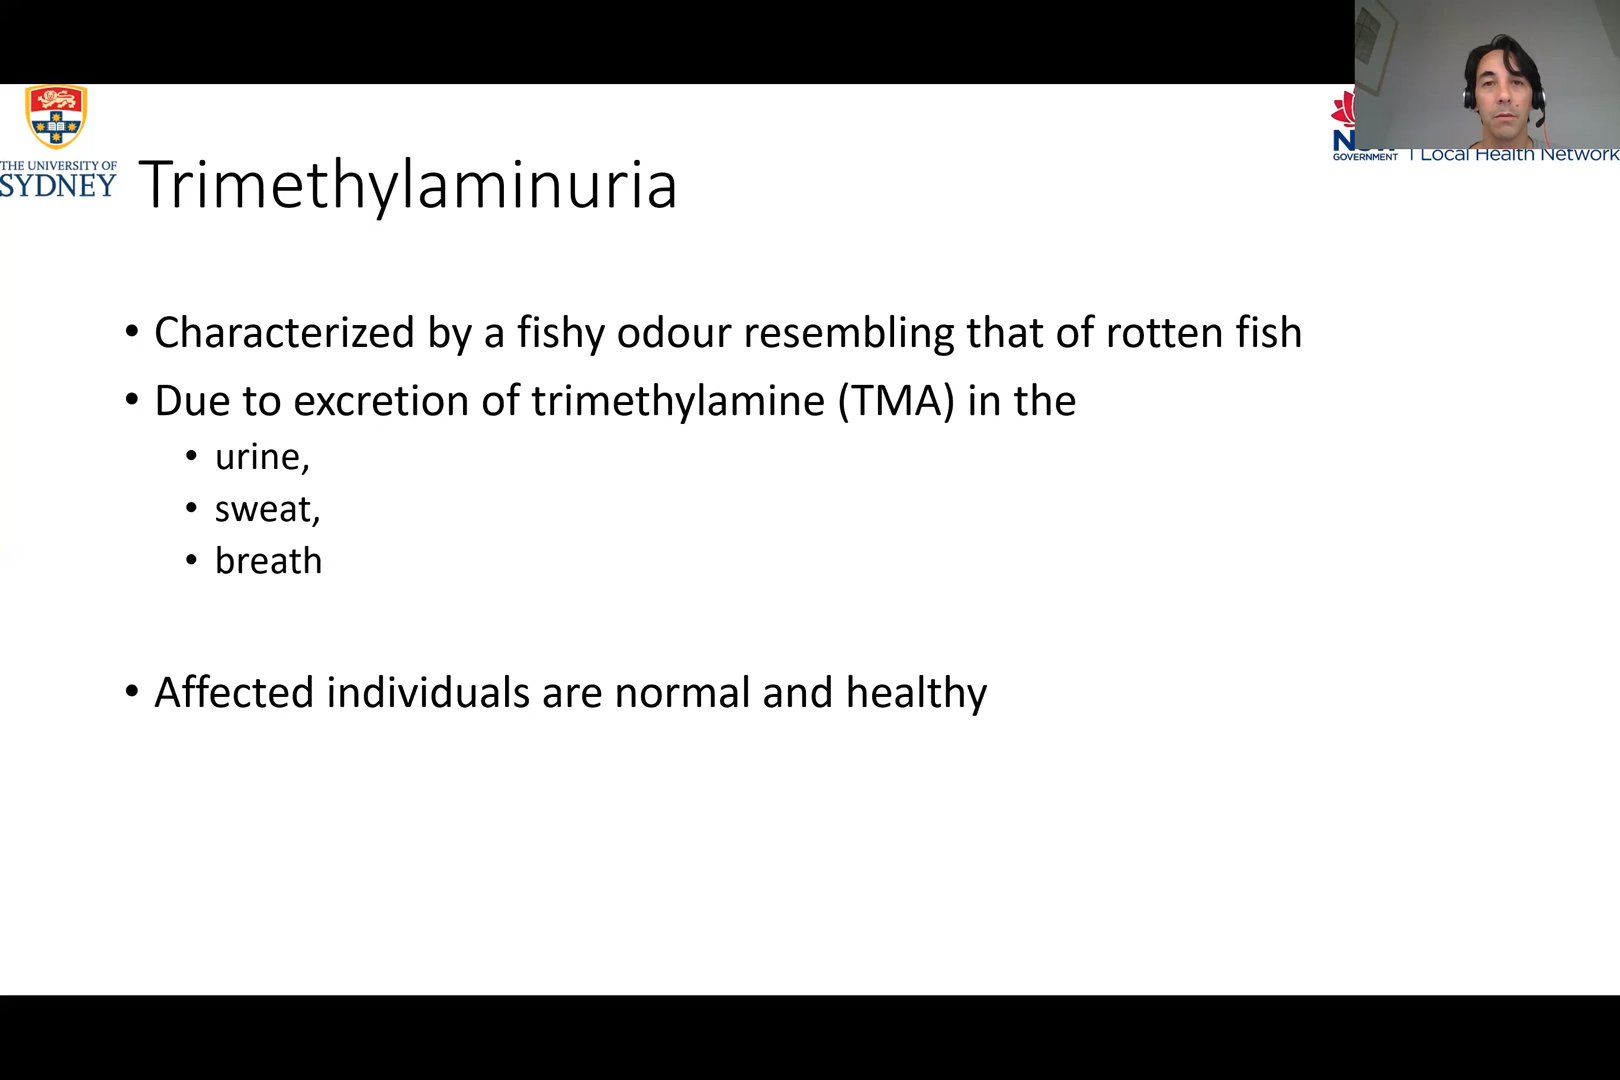 THE UNIVERSITY OF
SYDNEY
GOVERNMENT
Local Health Network
Trimethylaminuria
• Characterized by a fishy odour resembling that of rotten fish
• Due to excretion of trimethylamine (TMA) in the
• urine,
• sweat,
• breath
• Affected individuals are normal and healthy